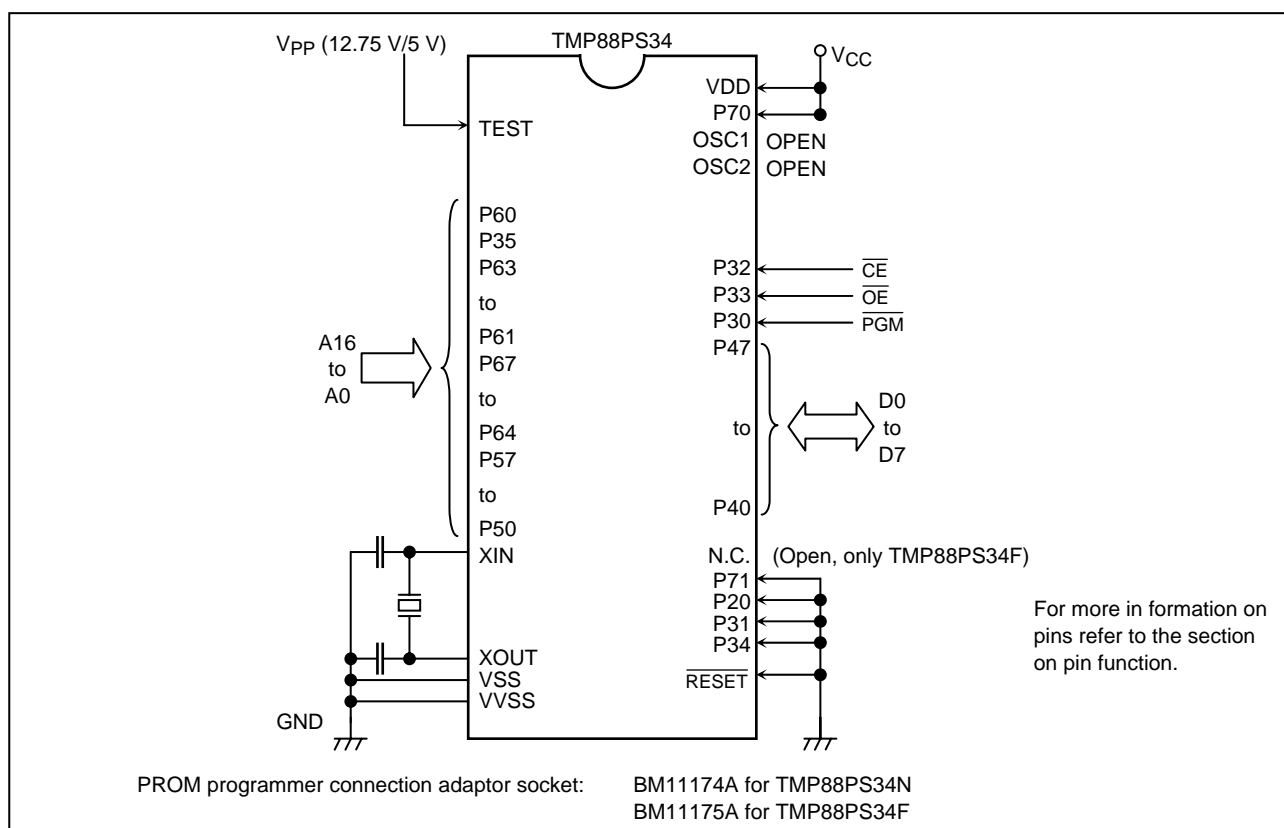 TMP88PS34
VPP (12.75 V/5 V)
TEST
P60
P35
P63
to
P61
P67
to
P64
P57
to
P50
A16
to
A0
XIN
XOUT
VSS
VVSS
GND
VCC
VDD
P70
OSC1 OPEN
OSC2 OPEN
P32 CE
P33 OE
P30 PGM
P47
to
P40
D0
to
D7
N.C. (Open, only TMP88PS34F)
P71
P20
P31
P34
RESET
For more in formation on
pins refer to the section
on pin function.
PROM programmer connection adaptor socket: BM11174A for TMP88PS34N
BM11175A for TMP88PS34F